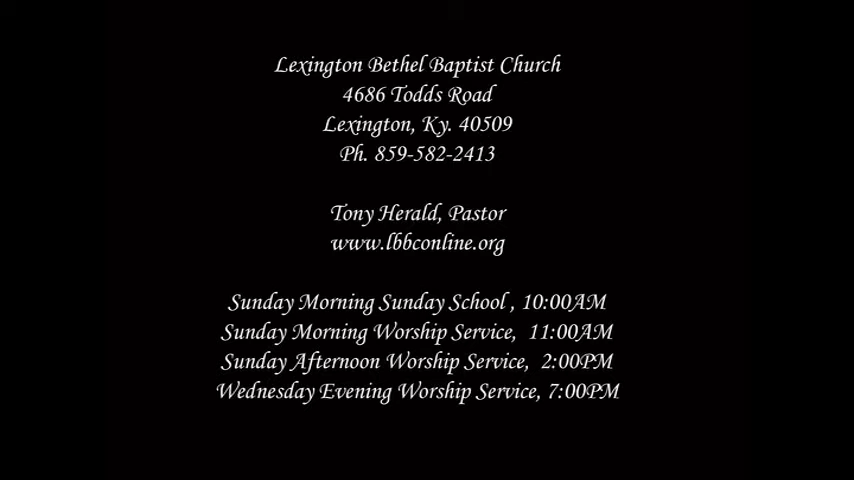 Lexington Bethel Baptist Church
4686 Todds Road
Lexington, Ky. 40509
Ph. 859-582-2413
Tony Herald, Pastor
www.lbbconline.org
Sunday Morning Sunday School , 10:00AM
Sunday Morning Worship Service, 11:00AM
Sunday Afternoon Worship Service, 2:00PM
Wednesday Evening Worship Service, 7:00PM